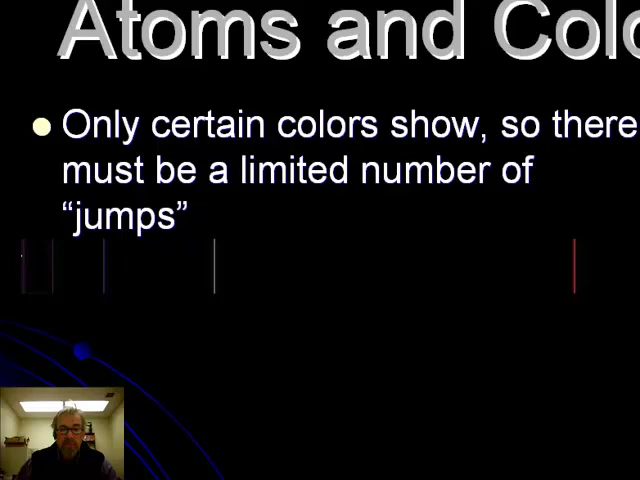 Atoms and Colo
Only certain colors show, so there
must be a limited number of
“jumps”